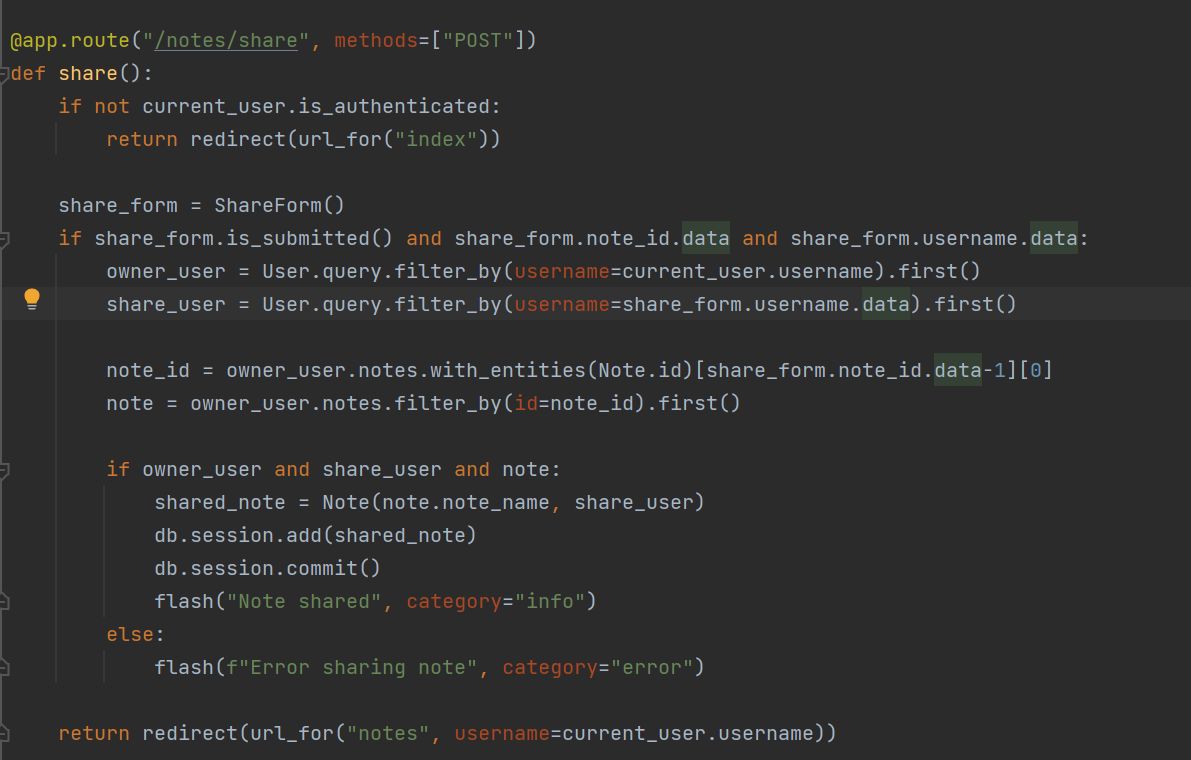 @app.route("/notes/share", methods=["POST"])
def share():
    if not current_user.is_authenticated:
        return redirect(url_for("index"))
    share_form = ShareForm()
    if share_form.is_submitted() and share_form.note_id.data and share_form.username.data:
        owner_user = User.query.filter_by(username=current_user.username).first()
        share_user = User.query.filter_by(username=share_form.username.data).first()
        note_id = owner_user.notes.with_entities(Note.id)[share_form.note_id.data-1][0]
        note = owner_user.notes.filter_by(id=note_id).first()
        if owner_user and share_user and note:
            shared_note = Note(note.note_name, share_user)
            db.session.add(shared_note)
            db.session.commit()
            flash("Note shared", category="info")
        else:
            flash(f"Error sharing note", category="error")
    return redirect(url_for("notes", username=current_user.username))